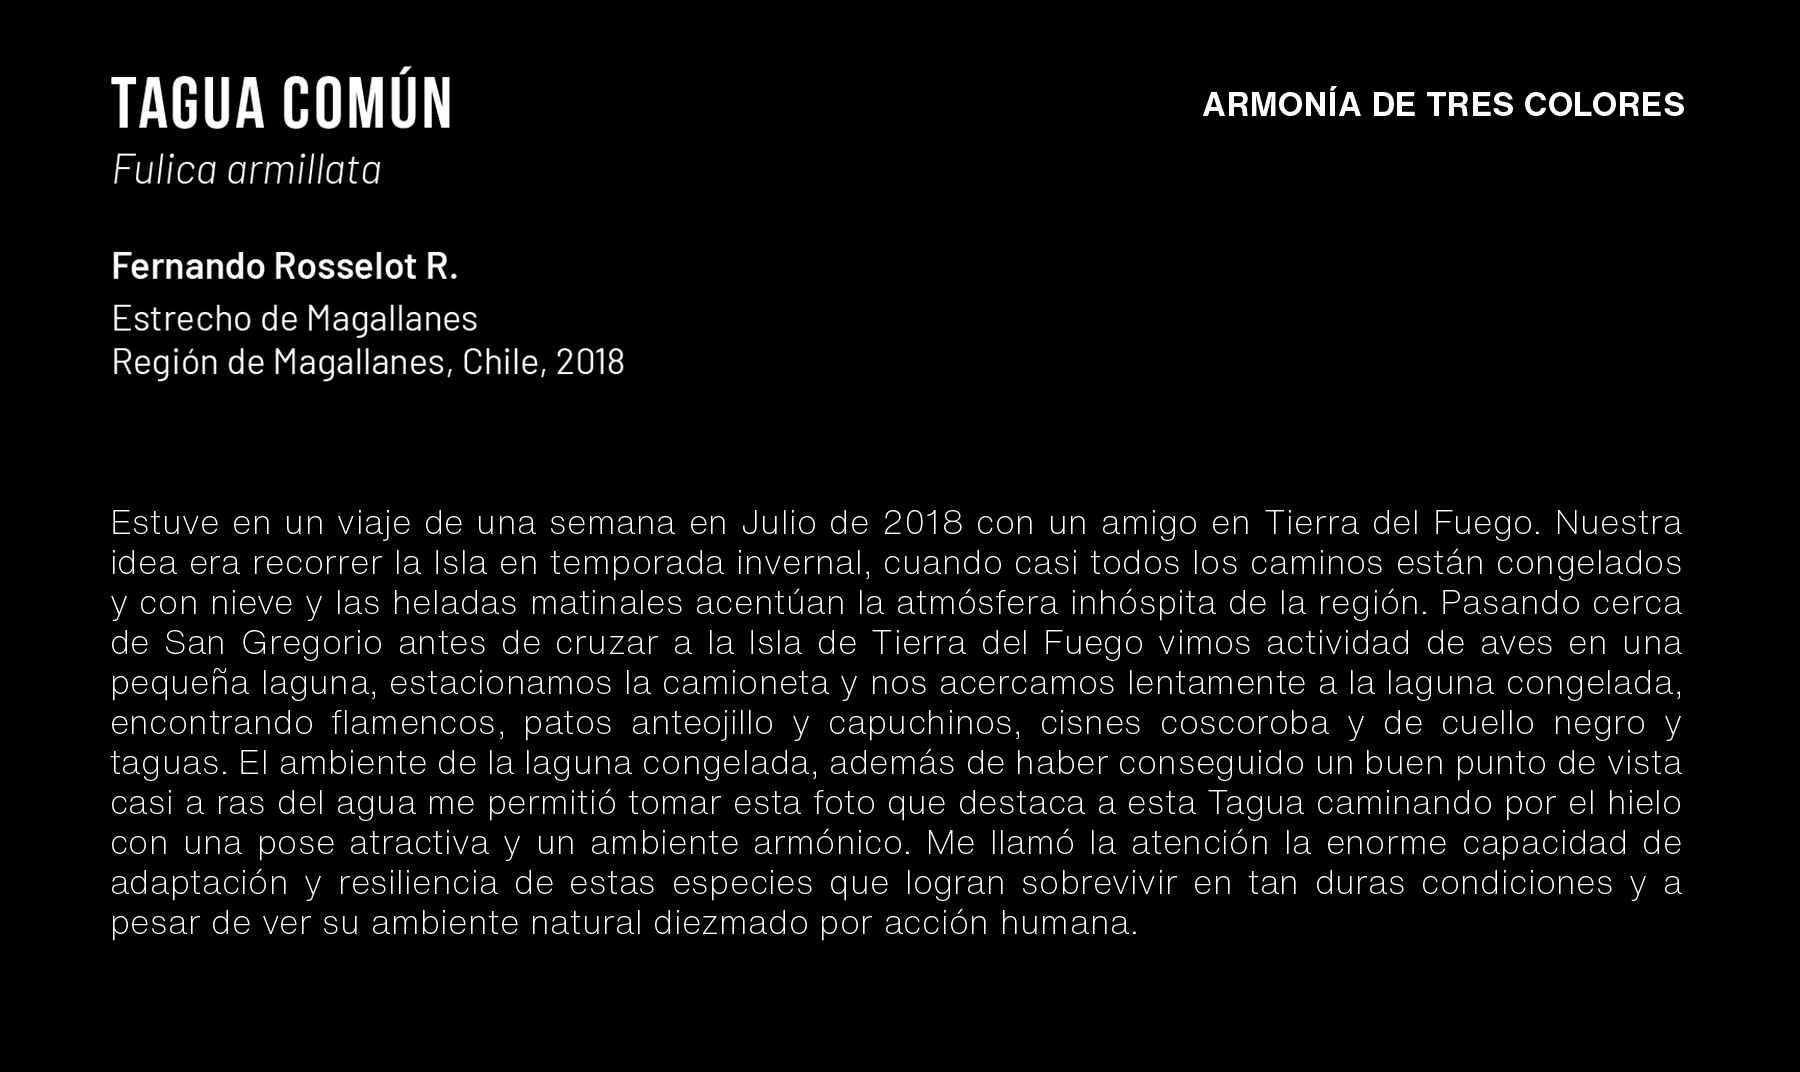 TAGUA COMÚN
ARMONÍA DE TRES COLORES
Fulica armillata
Fernando Rosselot R.
Estrecho de Magallanes
Región de Magallanes, Chile, 2018
Estuve en un viaje de una semana en Julio de 2018 con un amigo en Tierra del Fuego. Nuestra
idea era recorrer la Isla en temporada invernal, cuando casi todos los caminos están congelados
y con nieve y las heladas matinales acentúan la atmósfera inhóspita de la región. Pasando cerca
de San Gregorio antes de cruzar a la Isla de Tierra del Fuego vimos actividad de aves en una
pequeña laguna, estacionamos la camioneta y nos acercamos lentamente a la laguna congelada,
encontrando flamencos, patos anteojillo y capuchinos, cisnes coscoroba y de cuello negro y
taguas. El ambiente de la laguna congelada, además de haber conseguido un buen punto de vista
casi a ras del agua me permitió tomar esta foto que destaca a esta Tagua caminando por el hielo
con una pose atractiva y un ambiente armónico. Me llamó la atención la enorme capacidad de
adaptación y resiliencia de estas especies que logran sobrevivir en tan duras condiciones y a
pesar de ver su ambiente natural diezmado por acción humana.